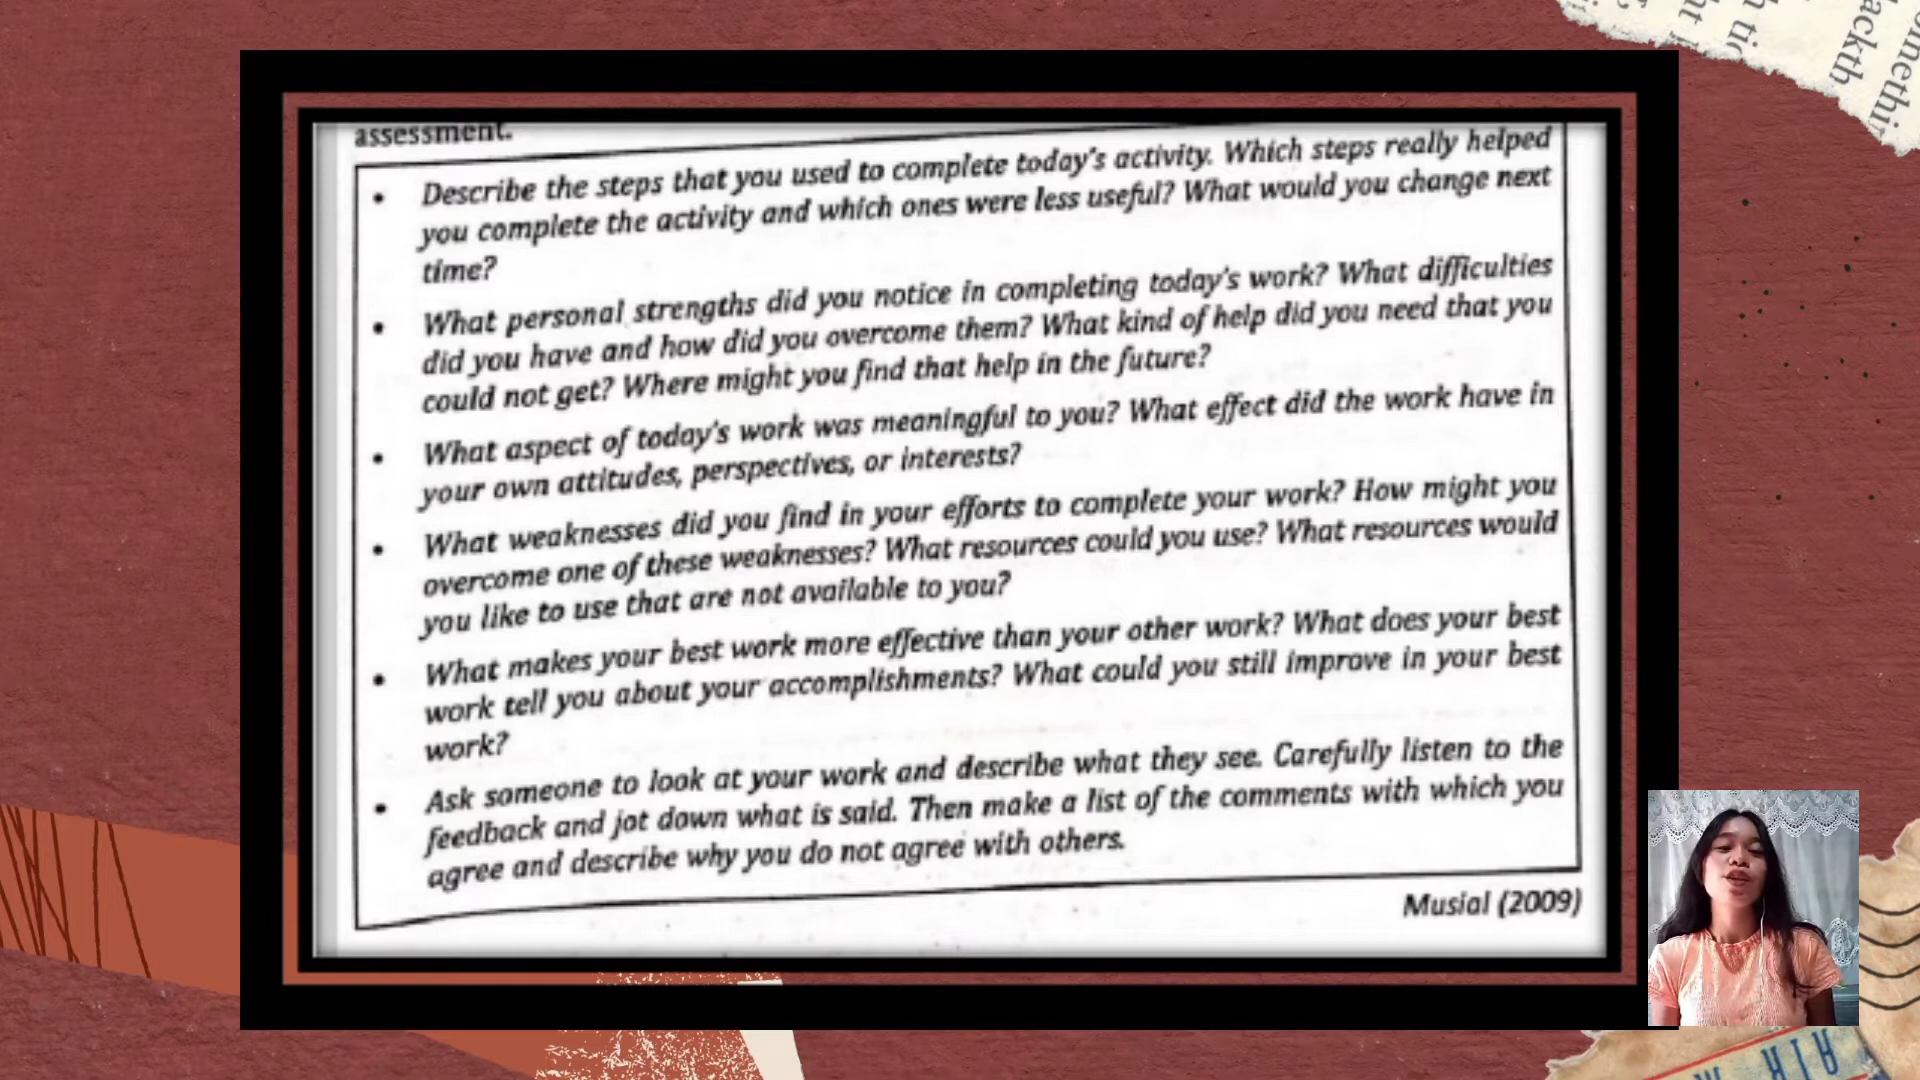 assessment.
• Describe the steps that you used to complete today's activity. Which steps really helped
you complete the activity and which ones were less useful? What would you change next
time?
• What personal strengths did you notice in completing today's work? What difficulties
did you have and how did you overcome them? What kind of help did you need that you
could not get? Where might you find that help in the future?
• What aspect of today's work was meaningful to you? What effect did the work have in
your own attitudes, perspectives, or interests?
• What weaknesses did you find in your efforts to complete your work? How might you
overcome one of these weaknesses? What resources could you use? What resources would
you like to use that are not available to you?
• What makes your best work more effective than your other work? What does your best
work tell you about your accomplishments? What could you still improve in your best
work?
• Ask someone to look at your work and describe what they see. Carefully listen to the
feedback and jot down what is said. Then make a list of the comments with which you
agree and describe why you do not agree with others.
Musial (2009)